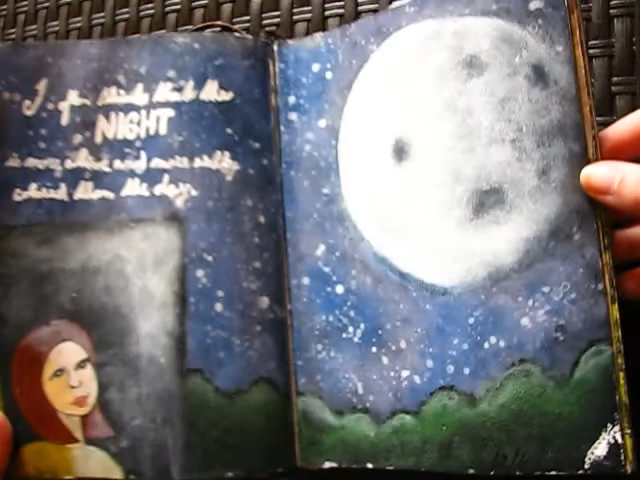 I often think that the
NIGHT
is more alive and more richly
colored than the day.